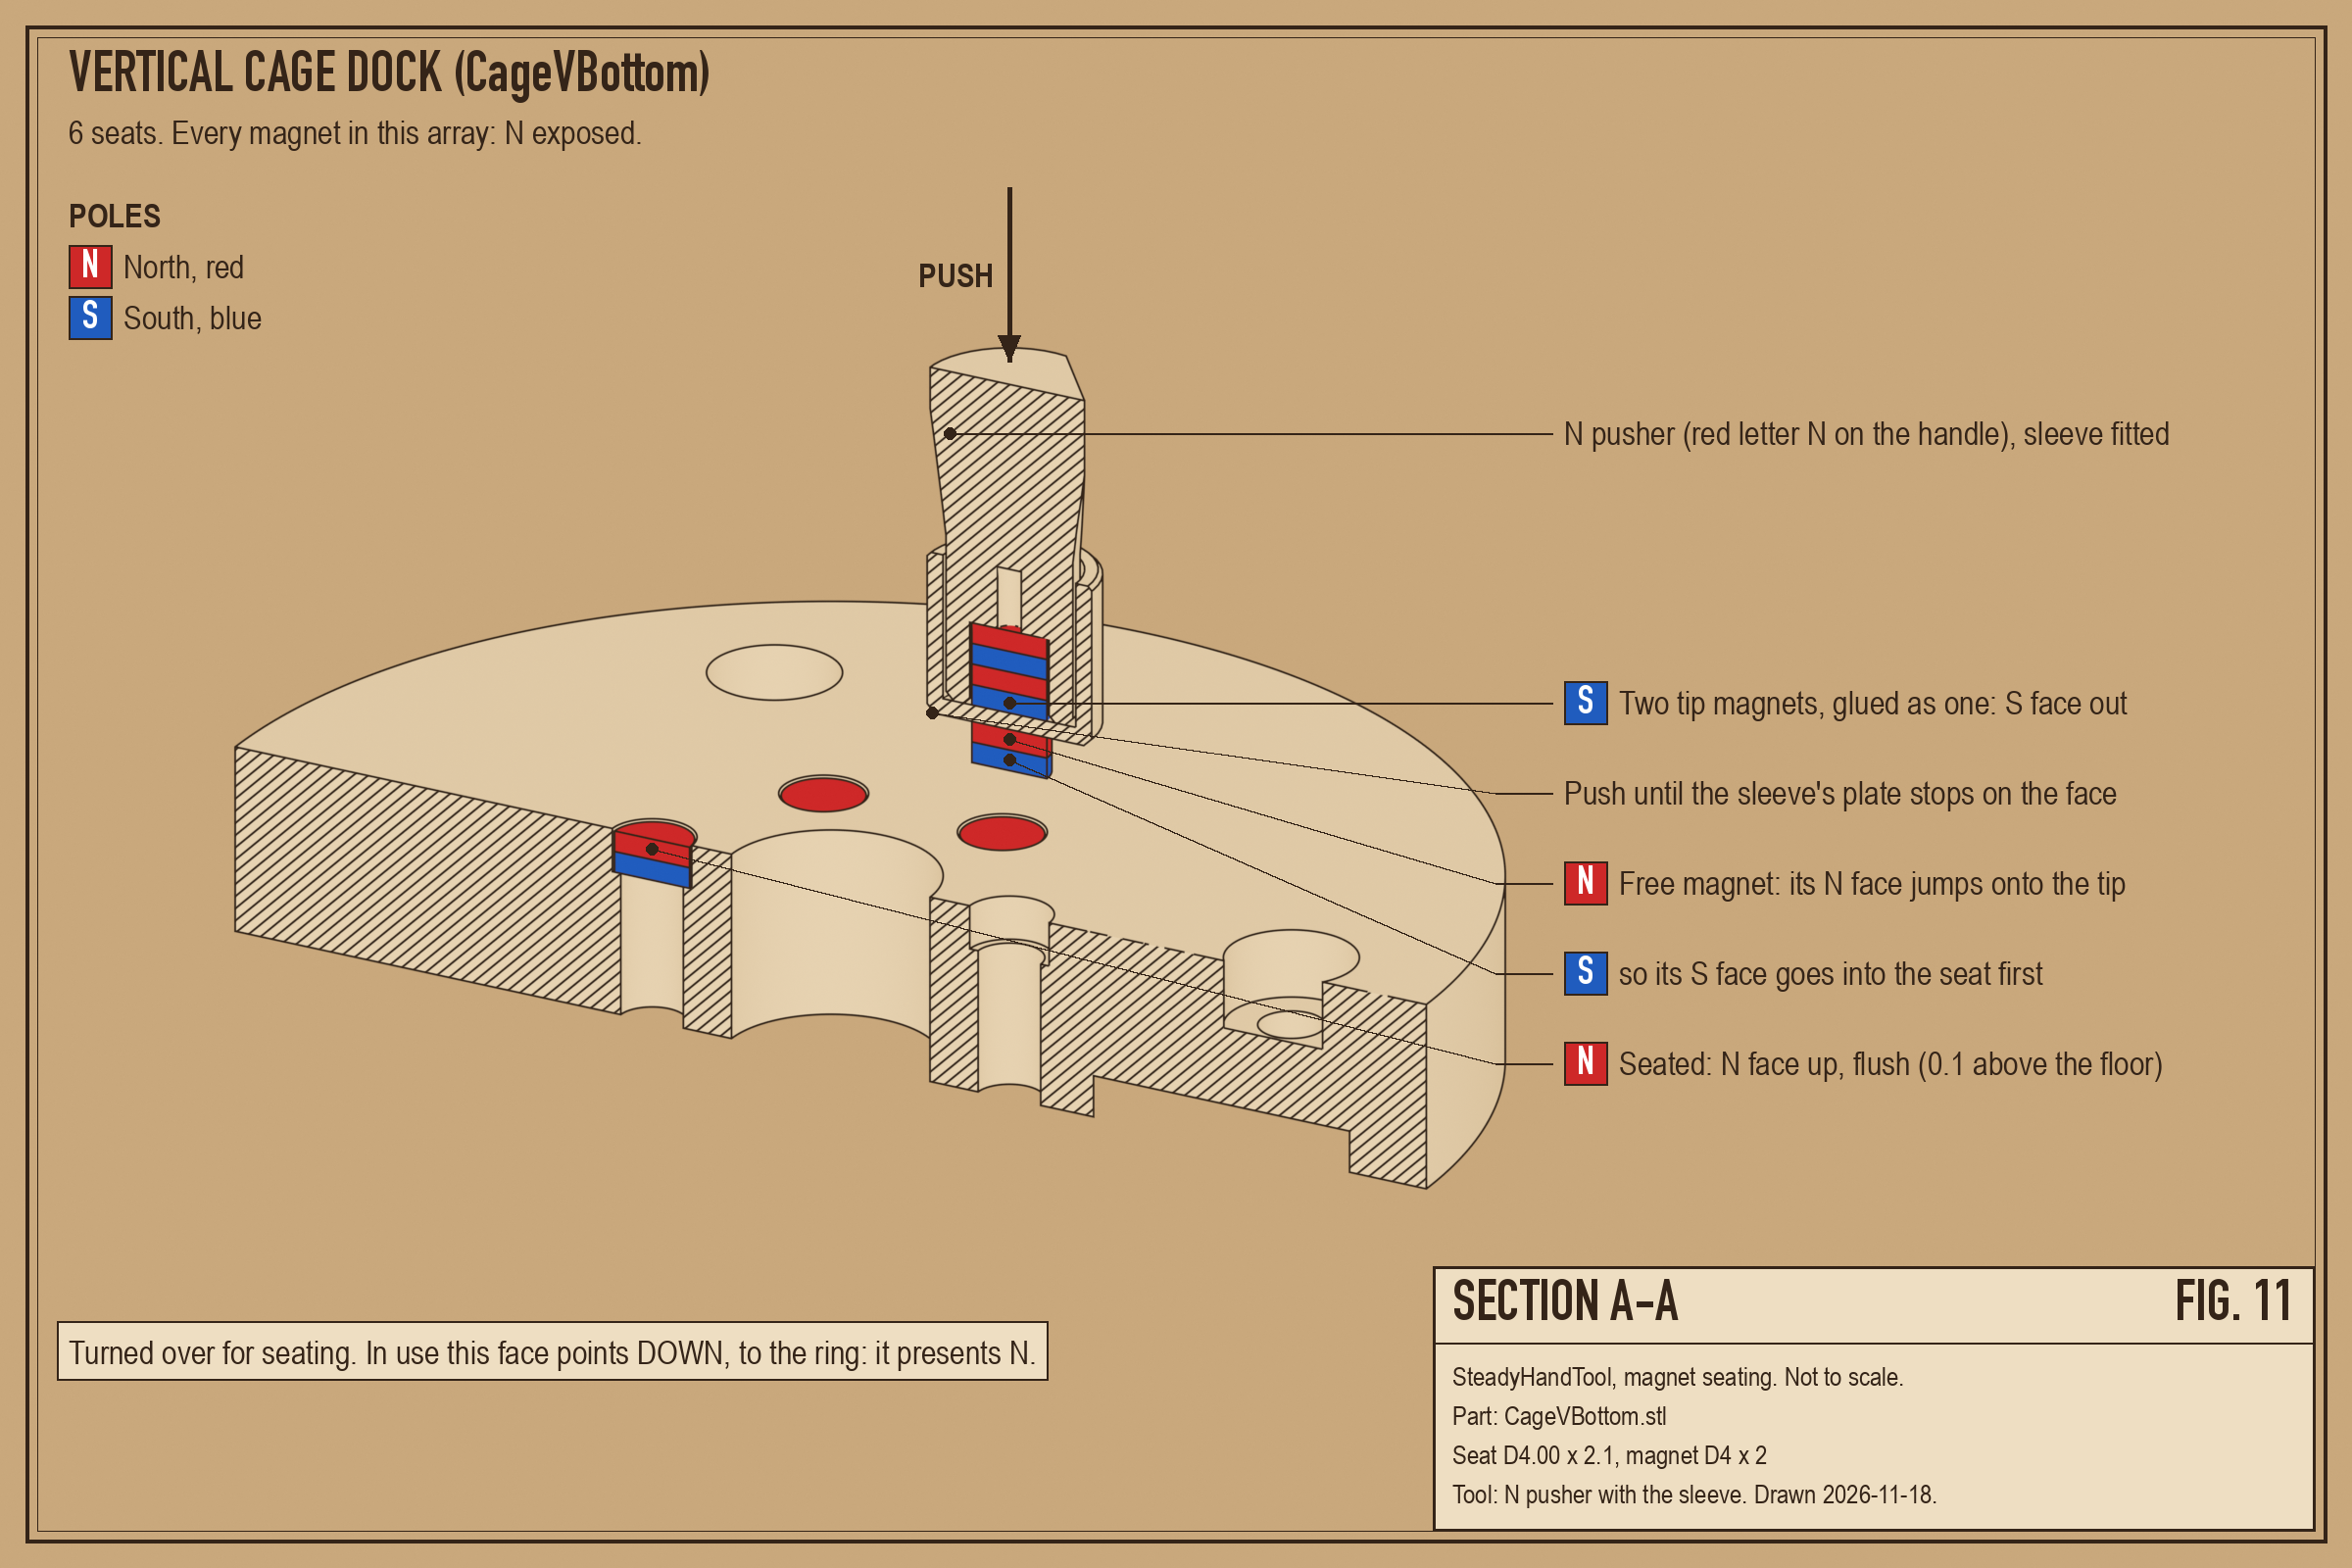 VERTICAL CAGE DOCK (CageVBottom)
6 seats. Every magnet in this array: N exposed.
POLES
N North, red
S South, blue
PUSH
N pusher (red letter N on the handle), sleeve fitted
S Two tip magnets, glued as one: S face out
Push until the sleeve's plate stops on the face
N Free magnet: its N face jumps onto the tip
S so its S face goes into the seat first
N Seated: N face up, flush (0.1 above the floor)
Turned over for seating. In use this face points DOWN, to the ring: it presents N.
SECTION A-A FIG. 11
SteadyHandTool, magnet seating. Not to scale.
Part: CageVBottom.stl
Seat D4.00 x 2.1, magnet D4 x 2
Tool: N pusher with the sleeve. Drawn 2026-11-18.